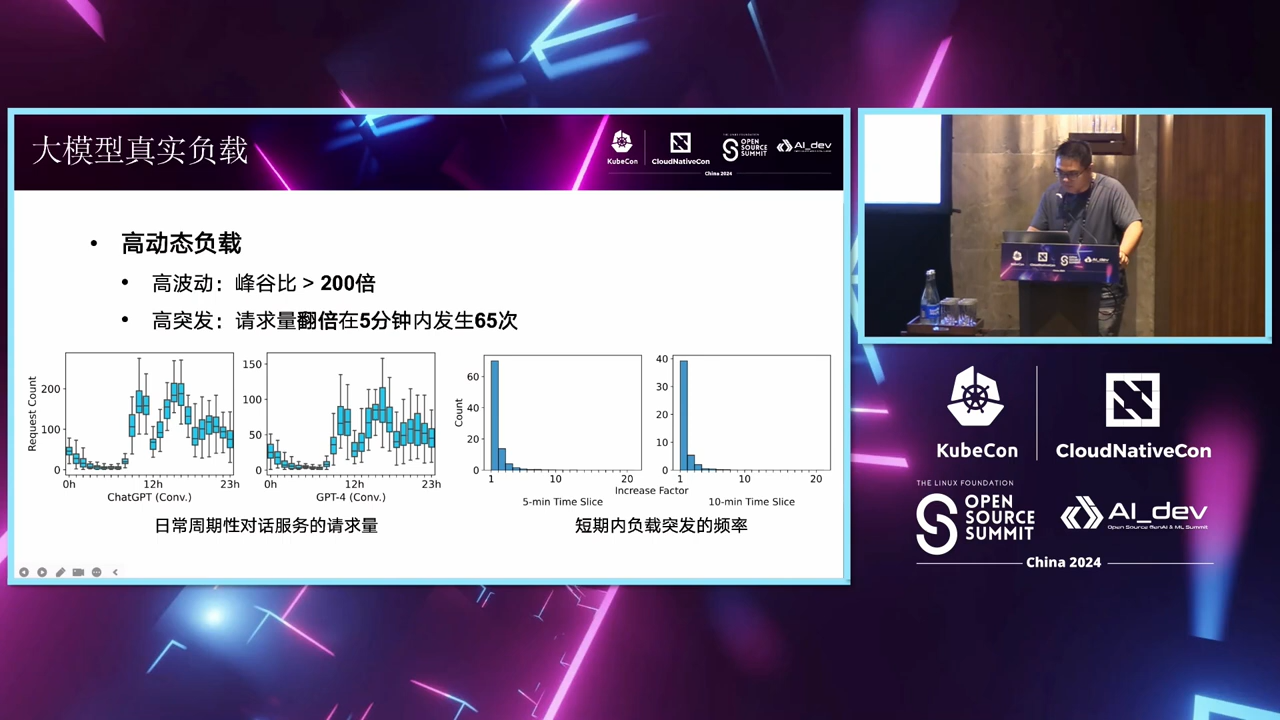 大模型真实负载
KubeCon
CloudNativeCon
THE LINUX FOUNDATION
OPEN
SOURCE
SUMMIT
AI_dev
China 2024
• 高动态负载
• 高波动：峰谷比 > 200倍
• 高突发：请求量翻倍在5分钟内发生65次
Request Count
200
100
0
0h
12h
23h
ChatGPT (Conv.)
150
100
50
0
0h
12h
23h
GPT-4 (Conv.)
日常周期性对话服务的请求量
Count
60
40
20
0
1
10
20
5-min Time Slice
Increase Factor
40
30
20
10
0
1
10
20
10-min Time Slice
短期内负载突发的频率
KubeCon
CloudNativeCon
THE LINUX FOUNDATION
OPEN
SOURCE
SUMMIT
AI_dev
Open Source GenAI & ML Summit
China 2024